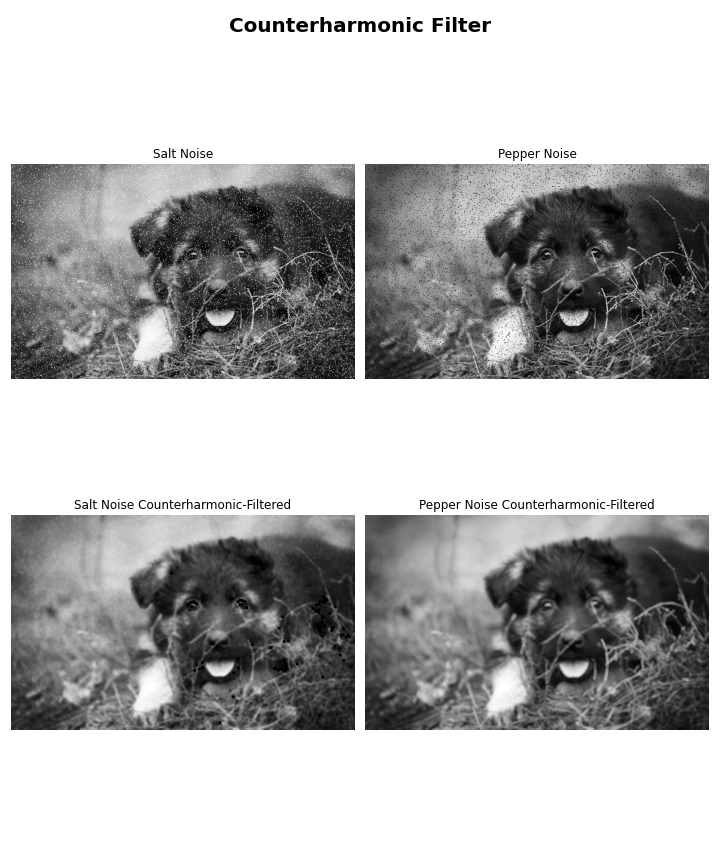 Counterharmonic Filter
Salt Noise
Pepper Noise
Salt Noise Counterharmonic-Filtered
Pepper Noise Counterharmonic-Filtered